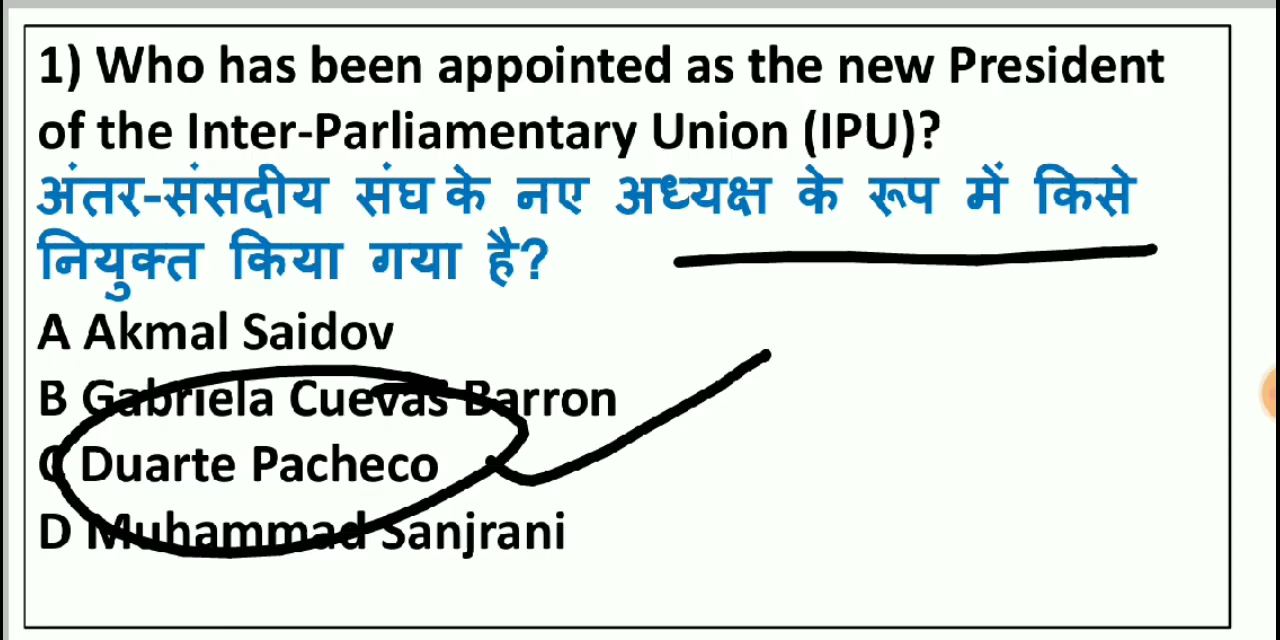 1) Who has been appointed as the new President
of the Inter-Parliamentary Union (IPU)?
अंतर-संसदीय संघ के नए अध्यक्ष के रूप में किसे
नियुक्त किया गया है?
A Akmal Saidov
B Gabriela Cuevas Barron
C Duarte Pacheco
D Muhammad Sanjrani